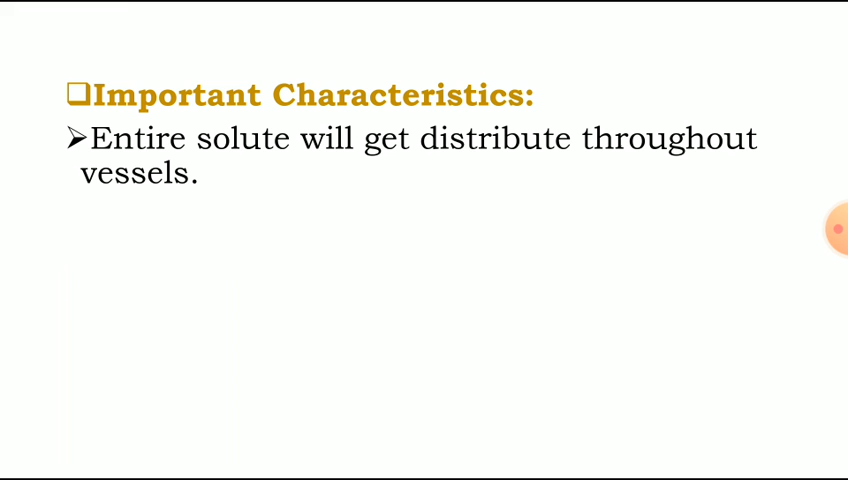 ❑Important Characteristics:
➢Entire solute will get distribute throughout
vessels.